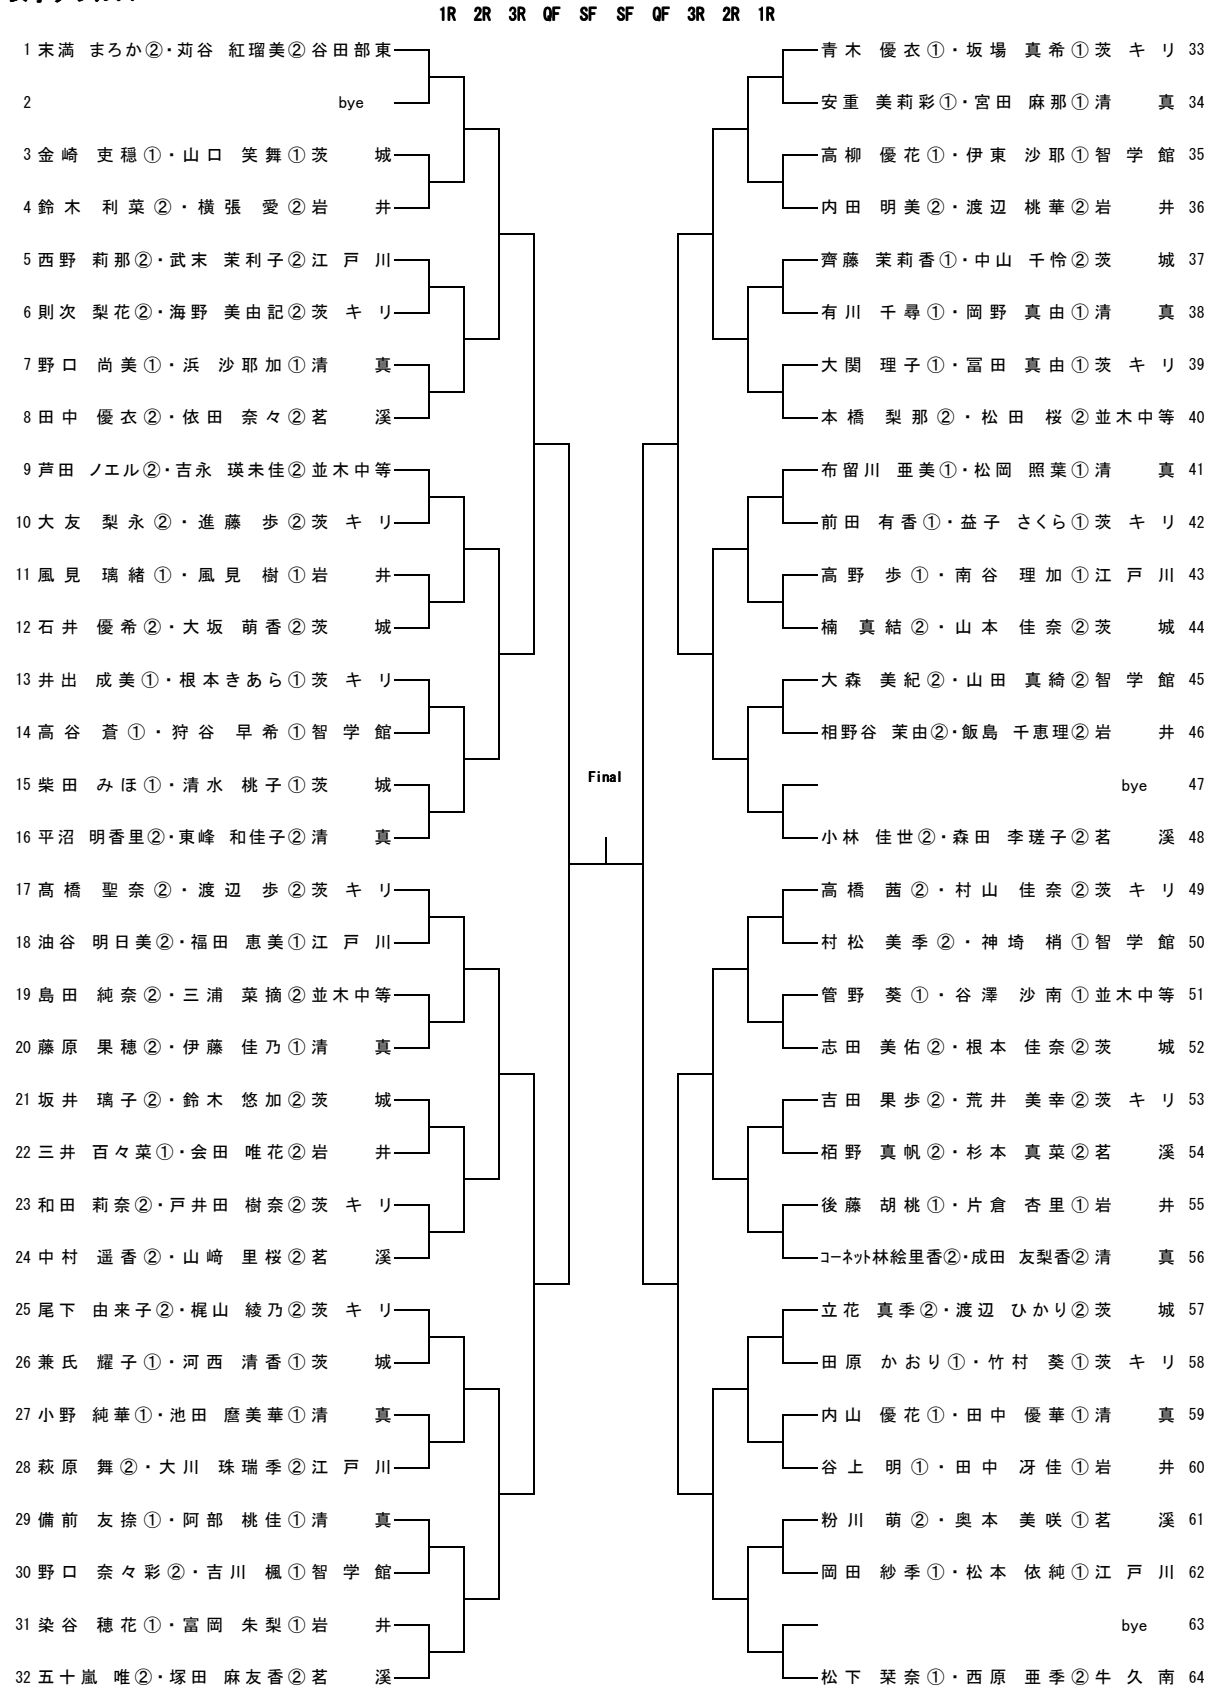 1R 2R 3R QF SF SF QF 3R 2R 1R
1 末満 まろか②・苅谷 紅瑠美② 谷田部東
2 bye
3 金崎 吏穏①・山口 笑舞① 茨城
4 鈴木 利菜②・横張 愛② 岩井
5 西野 莉那②・武末 茉利子② 江戸川
6 則次 梨花②・海野 美由記② 茨キリ
7 野口 尚美①・浜 沙耶加① 清真
8 田中 優衣②・依田 奈々② 茗溪
9 芦田 ノエル②・吉永 瑛未佳② 並木中等
10 大友 梨永②・進藤 歩② 茨キリ
11 風見 璃緒①・風見 樹① 岩井
12 石井 優希②・大坂 萌香② 茨城
13 井出 成美①・根本きあら① 茨キリ
14 高谷 蒼①・狩谷 早希① 智学館
15 柴田 みほ①・清水 桃子① 茨城
16 平沼 明香里②・東峰 和佳子② 清真
17 髙橋 聖奈②・渡辺 歩② 茨キリ
18 油谷 明日美②・福田 恵美① 江戸川
19 島田 純奈②・三浦 菜摘② 並木中等
20 藤原 果穂②・伊藤 佳乃① 清真
21 坂井 璃子②・鈴木 悠加② 茨城
22 三井 百々菜①・会田 唯花② 岩井
23 和田 莉奈②・戸井田 樹奈② 茨キリ
24 中村 遥香②・山﨑 里桜② 茗溪
25 尾下 由来子②・梶山 綾乃② 茨キリ
26 兼氏 耀子①・河西 清香① 茨城
27 小野 純華①・池田 麿美華① 清真
28 萩原 舞②・大川 珠瑞季② 江戸川
29 備前 友捺①・阿部 桃佳① 清真
30 野口 奈々彩②・吉川 楓① 智学館
31 染谷 穂花①・富岡 朱梨① 岩井
32 五十嵐 唯②・塚田 麻友香② 茗溪
Final
青木 優衣①・坂場 真希① 茨キリ 33
安重 美莉彩①・宮田 麻那① 清真 34
高柳 優花①・伊東 沙耶① 智学館 35
内田 明美②・渡辺 桃華② 岩井 36
齊藤 茉莉香①・中山 千怜② 茨城 37
有川 千尋①・岡野 真由① 清真 38
大関 理子①・冨田 真由① 茨キリ 39
本橋 梨那②・松田 桜② 並木中等 40
布留川 亜美①・松岡 照葉① 清真 41
前田 有香①・益子 さくら① 茨キリ 42
高野 歩①・南谷 理加① 江戸川 43
楠 真結②・山本 佳奈② 茨城 44
大森 美紀②・山田 真綺② 智学館 45
相野谷 茉由②・飯島 千恵理② 岩井 46
bye 47
小林 佳世②・森田 李瑳子② 茗溪 48
高橋 茜②・村山 佳奈② 茨キリ 49
村松 美季②・神埼 梢① 智学館 50
管野 葵①・谷澤 沙南① 並木中等 51
志田 美佑②・根本 佳奈② 茨城 52
吉田 果歩②・荒井 美幸② 茨キリ 53
栢野 真帆②・杉本 真菜② 茗溪 54
後藤 胡桃①・片倉 杏里① 岩井 55
コーネット林絵里香②・成田 友梨香② 清真 56
立花 真季②・渡辺 ひかり② 茨城 57
田原 かおり①・竹村 葵① 茨キリ 58
内山 優花①・田中 優華① 清真 59
谷上 明①・田中 冴佳① 岩井 60
粉川 萌②・奥本 美咲① 茗溪 61
岡田 紗季①・松本 依純① 江戸川 62
bye 63
松下 栞奈①・西原 亜季② 牛久南 64